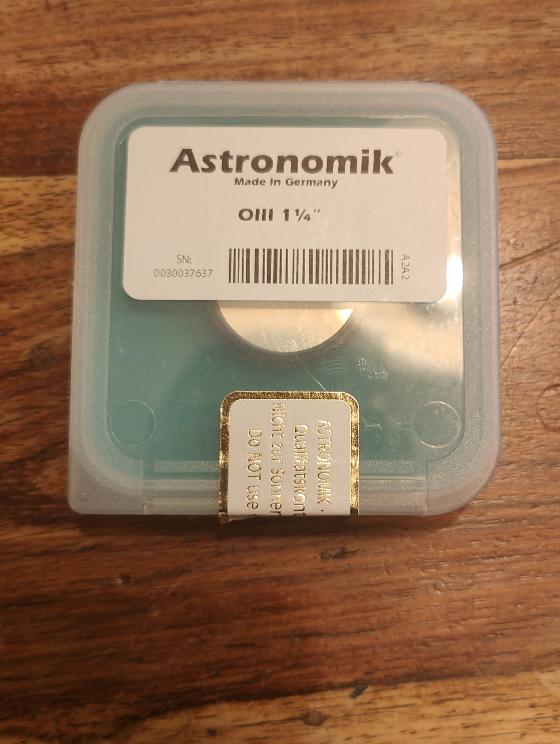 Astronomik®
Made in Germany
OIII 1¼"
SN:
0030037637
A2A2
ASTRONOMIK ·
Qualitätskont
Nicht zur Sonnen
Do NOT use